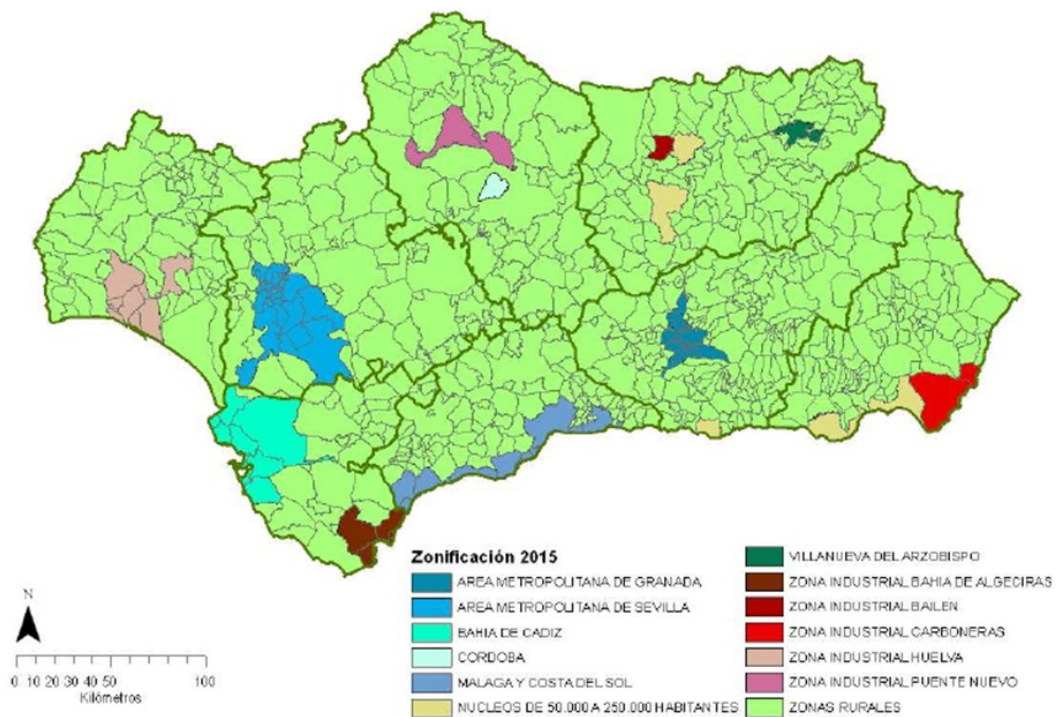 Zonificación 2015
AREA METROPOLITANA DE GRANADA
AREA METROPOLITANA DE SEVILLA
BAHIA DE CADIZ
CORDOBA
MALAGA Y COSTA DEL SOL
NUCLEOS DE 50.000 A 250.000 HABITANTES
VILLANUEVA DEL ARZOBISPO
ZONA INDUSTRIAL BAHIA DE ALGECIRAS
ZONA INDUSTRIAL BAILEN
ZONA INDUSTRIAL CARBONERAS
ZONA INDUSTRIAL HUELVA
ZONA INDUSTRIAL PUENTE NUEVO
ZONAS RURALES
N
0 10 20 30 40 50 100
Kilómetros